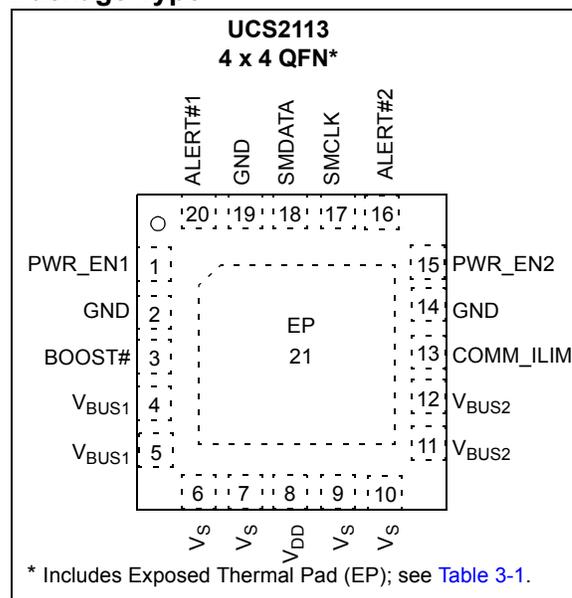 UCS2113
4 x 4 QFN*
ALERT#1
GND
SMDATA
SMCLK
ALERT#2
20 19 18 17 16
PWR_EN1 1
15 PWR_EN2
GND 2
14 GND
EP
21
BOOST# 3
13 COMM_ILIM
VBUS1 4
12 VBUS2
VBUS1 5
11 VBUS2
6 7 8 9 10
VS
VS
VDD
VS
VS
* Includes Exposed Thermal Pad (EP); see Table 3-1.